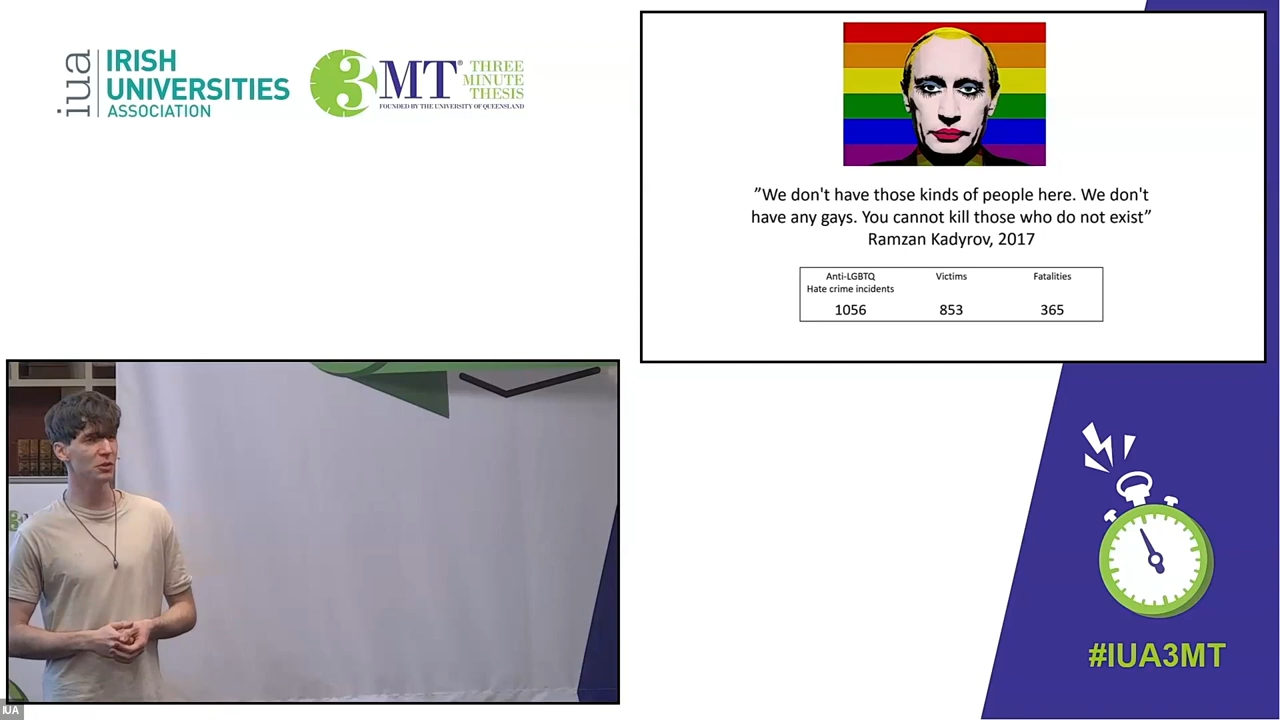 iua
IRISH
UNIVERSITIES
ASSOCIATION
3MT® THREE
MINUTE
THESIS
FOUNDED BY THE UNIVERSITY OF QUEENSLAND
”We don't have those kinds of people here. We don't
have any gays. You cannot kill those who do not exist”
Ramzan Kadyrov, 2017
Anti-LGBTQ
Hate crime incidents
Victims
Fatalities
1056
853
365
#IUA3MT
IUA